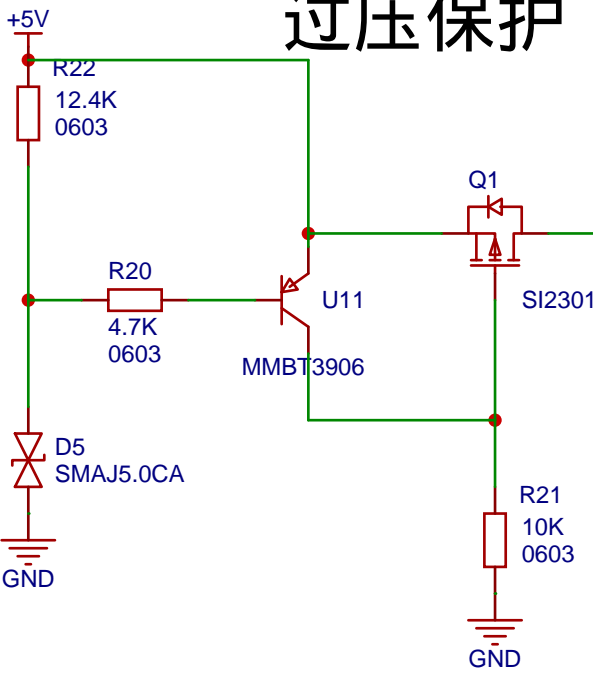 过压保护
+5V
R22
12.4K
0603
Q1
SI2301
R20
4.7K
0603
U11
MMBT3906
D5
SMAJ5.0CA
GND
R21
10K
0603
GND